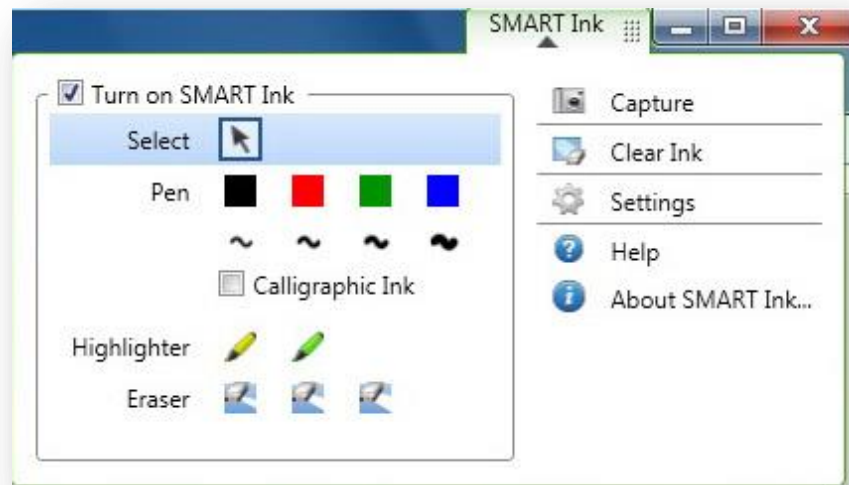 SMART Ink
Turn on SMART Ink
Select
Pen
Calligraphic Ink
Highlighter
Eraser
Capture
Clear Ink
Settings
Help
About SMART Ink...